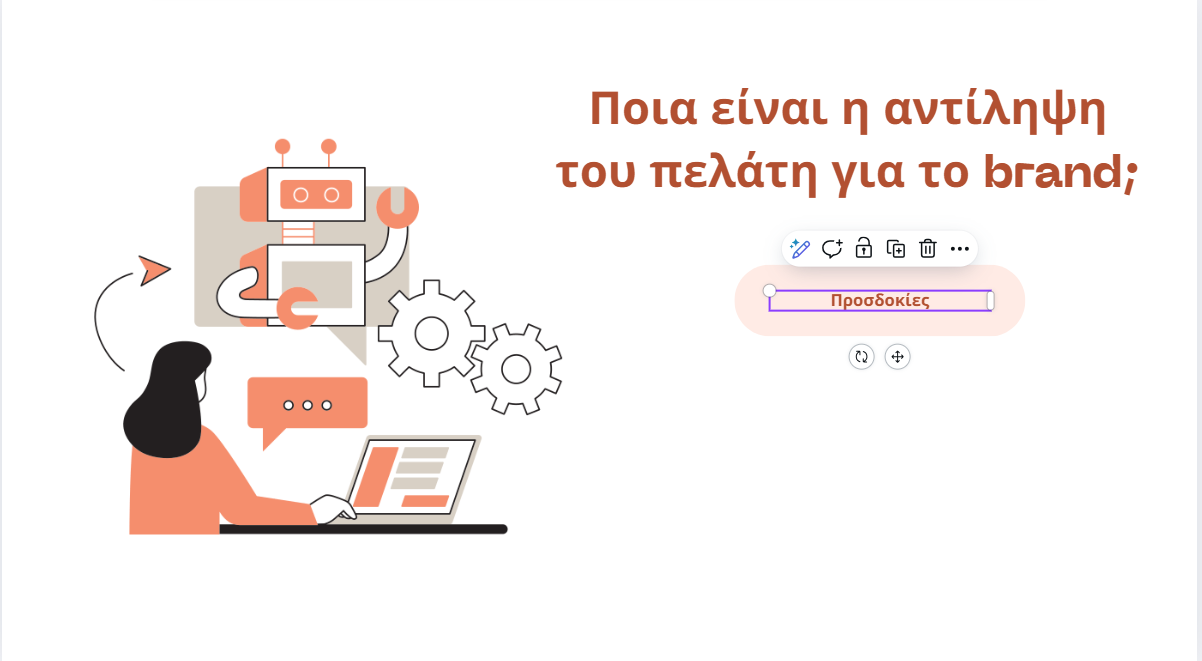 Ποια είναι η αντίληψη
του πελάτη για το brand;
Προσδοκίες